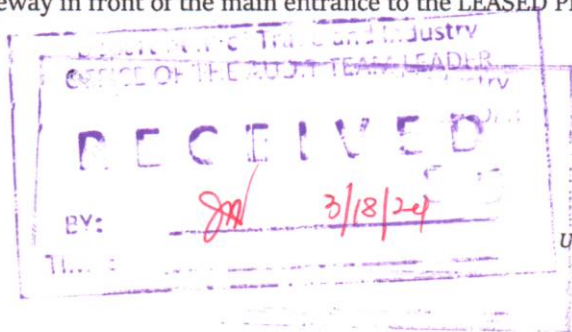 eway in front of the main entrance to the LEASED P
Trade and Industry
OFFICE OF THE AUDIT TEAM LEADER
RECEIVED
BY: 3/18/24